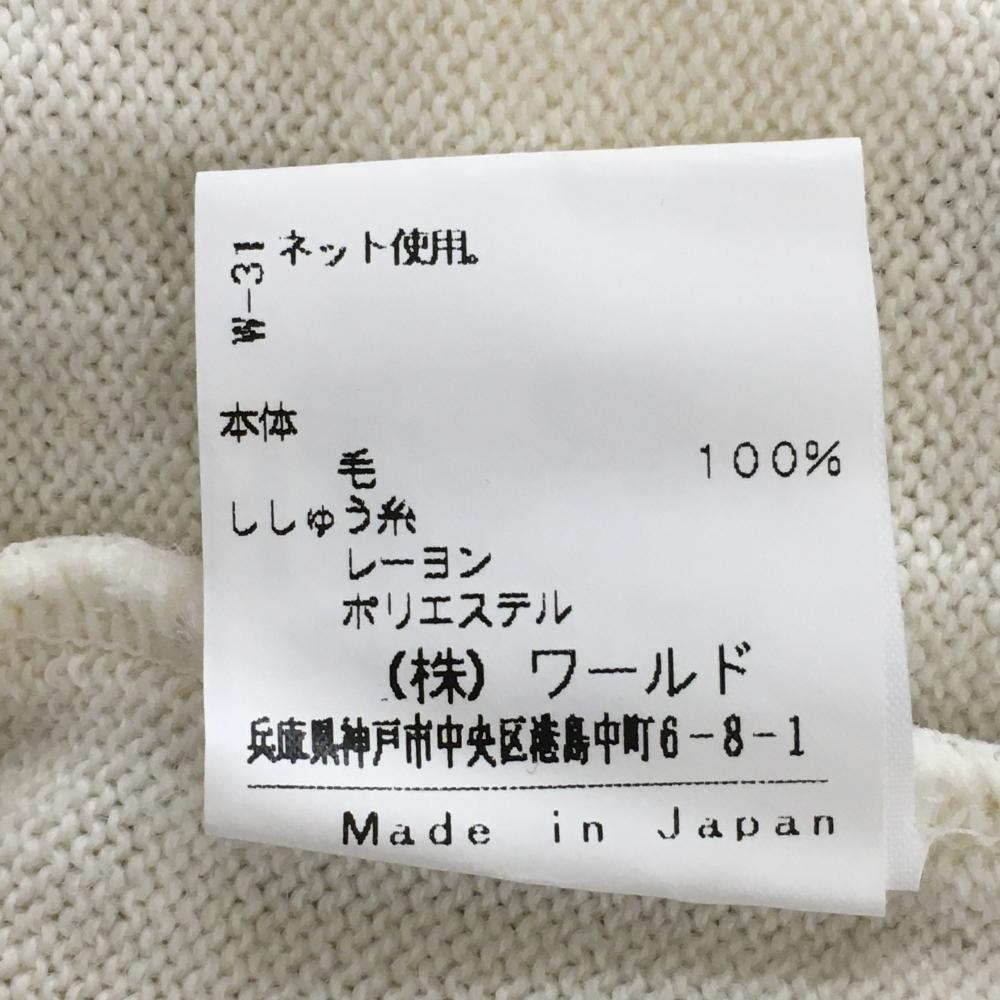 ネット使用。
W-31
本体
毛 100%
ししゅう糸
レーヨン
ポリエステル
(株) ワールド
兵庫県神戸市中央区港島中町6-8-1
Made in Japan